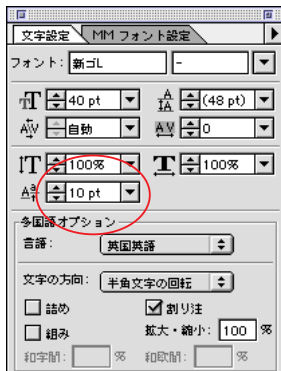 文字設定 MMフォント設定
フォント: 新ゴL -
40 pt (48 pt)
自動 0
100% 100%
10 pt
多国語オプション
言語: 英国英語
文字の方向: 半角文字の回転
詰め 割り注
組み 拡大・縮小: 100 %
和字間: % 和欧間: %